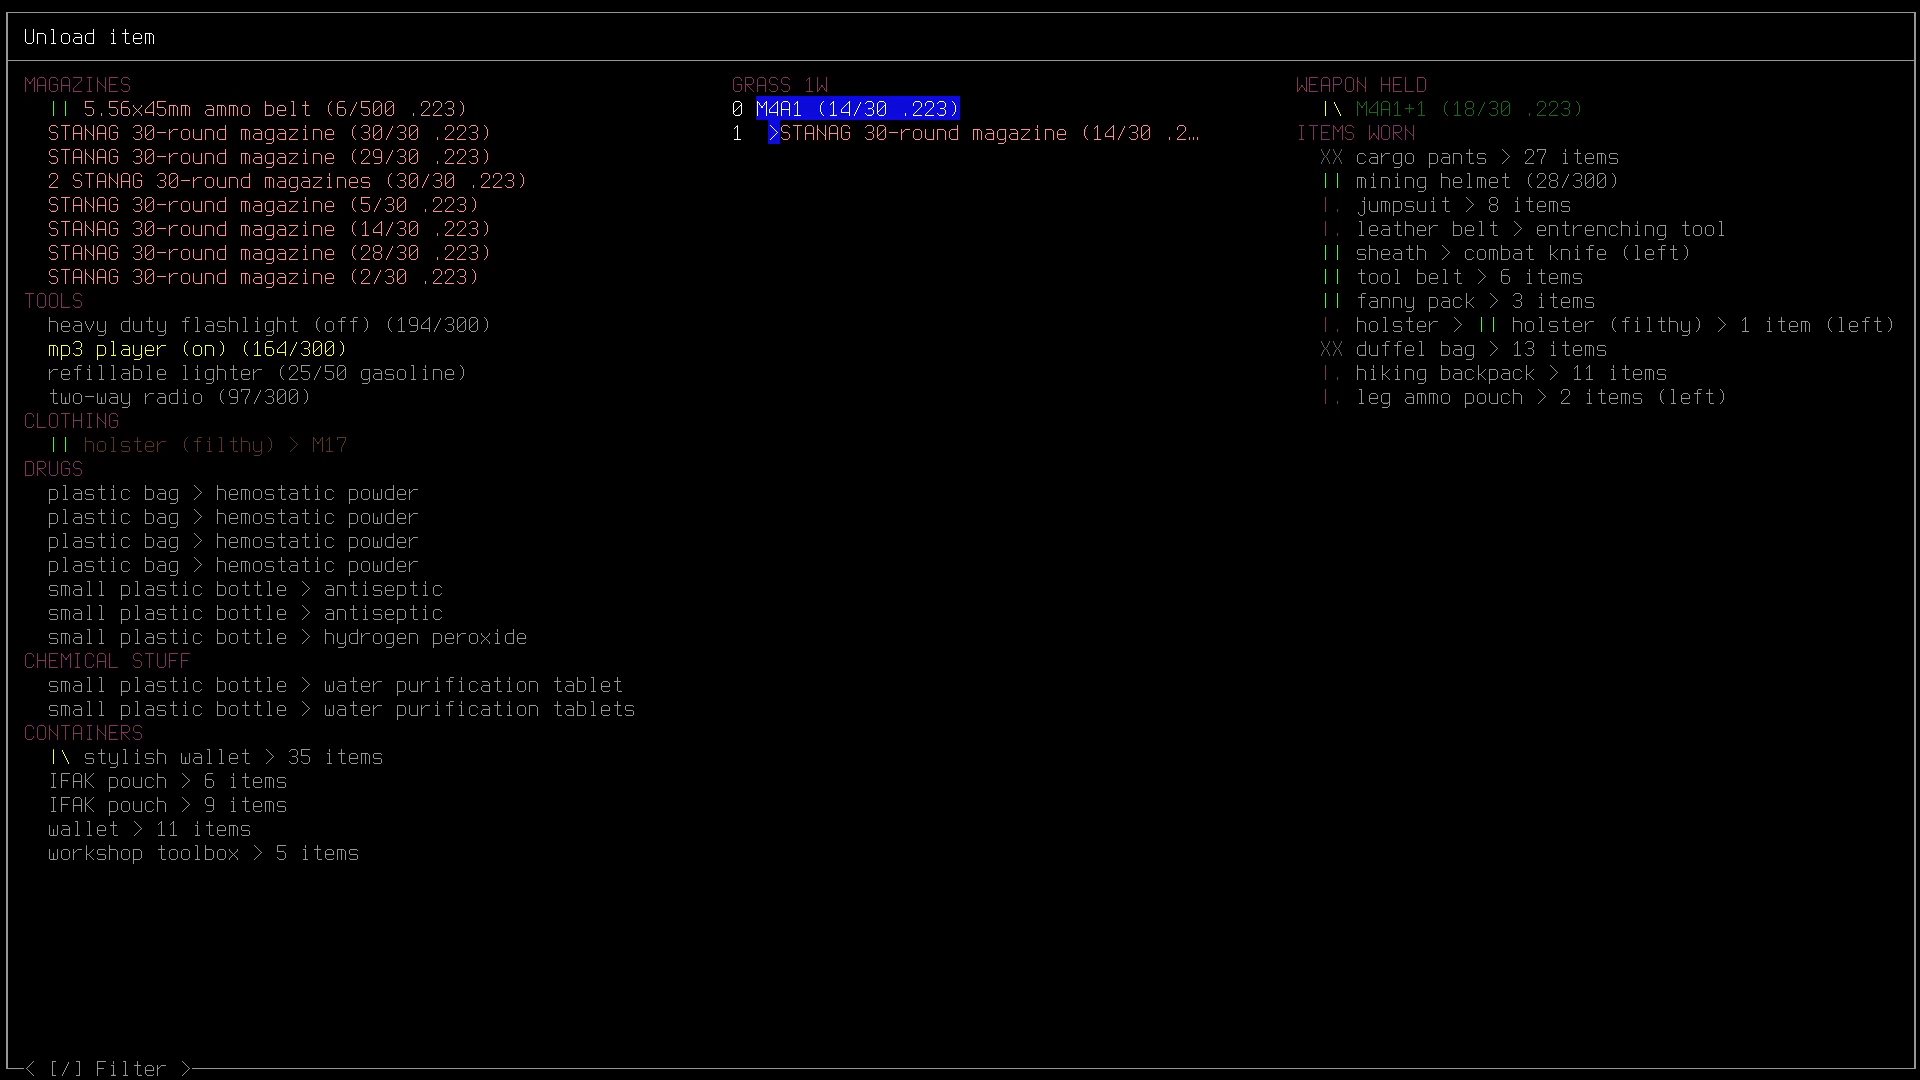 Unload item
MAGAZINES
|| 5.56x45mm ammo belt (6/500 .223)
STANAG 30-round magazine (30/30 .223)
STANAG 30-round magazine (29/30 .223)
2 STANAG 30-round magazines (30/30 .223)
STANAG 30-round magazine (5/30 .223)
STANAG 30-round magazine (14/30 .223)
STANAG 30-round magazine (28/30 .223)
STANAG 30-round magazine (2/30 .223)
TOOLS
heavy duty flashlight (off) (194/300)
mp3 player (on) (164/300)
refillable lighter (25/50 gasoline)
two-way radio (97/300)
CLOTHING
|| holster (filthy) > M17
DRUGS
plastic bag > hemostatic powder
plastic bag > hemostatic powder
plastic bag > hemostatic powder
plastic bag > hemostatic powder
small plastic bottle > antiseptic
small plastic bottle > antiseptic
small plastic bottle > hydrogen peroxide
CHEMICAL STUFF
small plastic bottle > water purification tablet
small plastic bottle > water purification tablets
CONTAINERS
|\ stylish wallet > 35 items
IFAK pouch > 6 items
IFAK pouch > 9 items
wallet > 11 items
workshop toolbox > 5 items
GRASS 1W
0 M4A1 (14/30 .223)
1 >STANAG 30-round magazine (14/30 .2…
WEAPON HELD
|\ M4A1+1 (18/30 .223)
ITEMS WORN
XX cargo pants > 27 items
|| mining helmet (28/300)
|. jumpsuit > 8 items
|. leather belt > entrenching tool
|| sheath > combat knife (left)
|| tool belt > 6 items
|| fanny pack > 3 items
|. holster > || holster (filthy) > 1 item (left)
XX duffel bag > 13 items
|. hiking backpack > 11 items
|. leg ammo pouch > 2 items (left)
< [/] Filter >